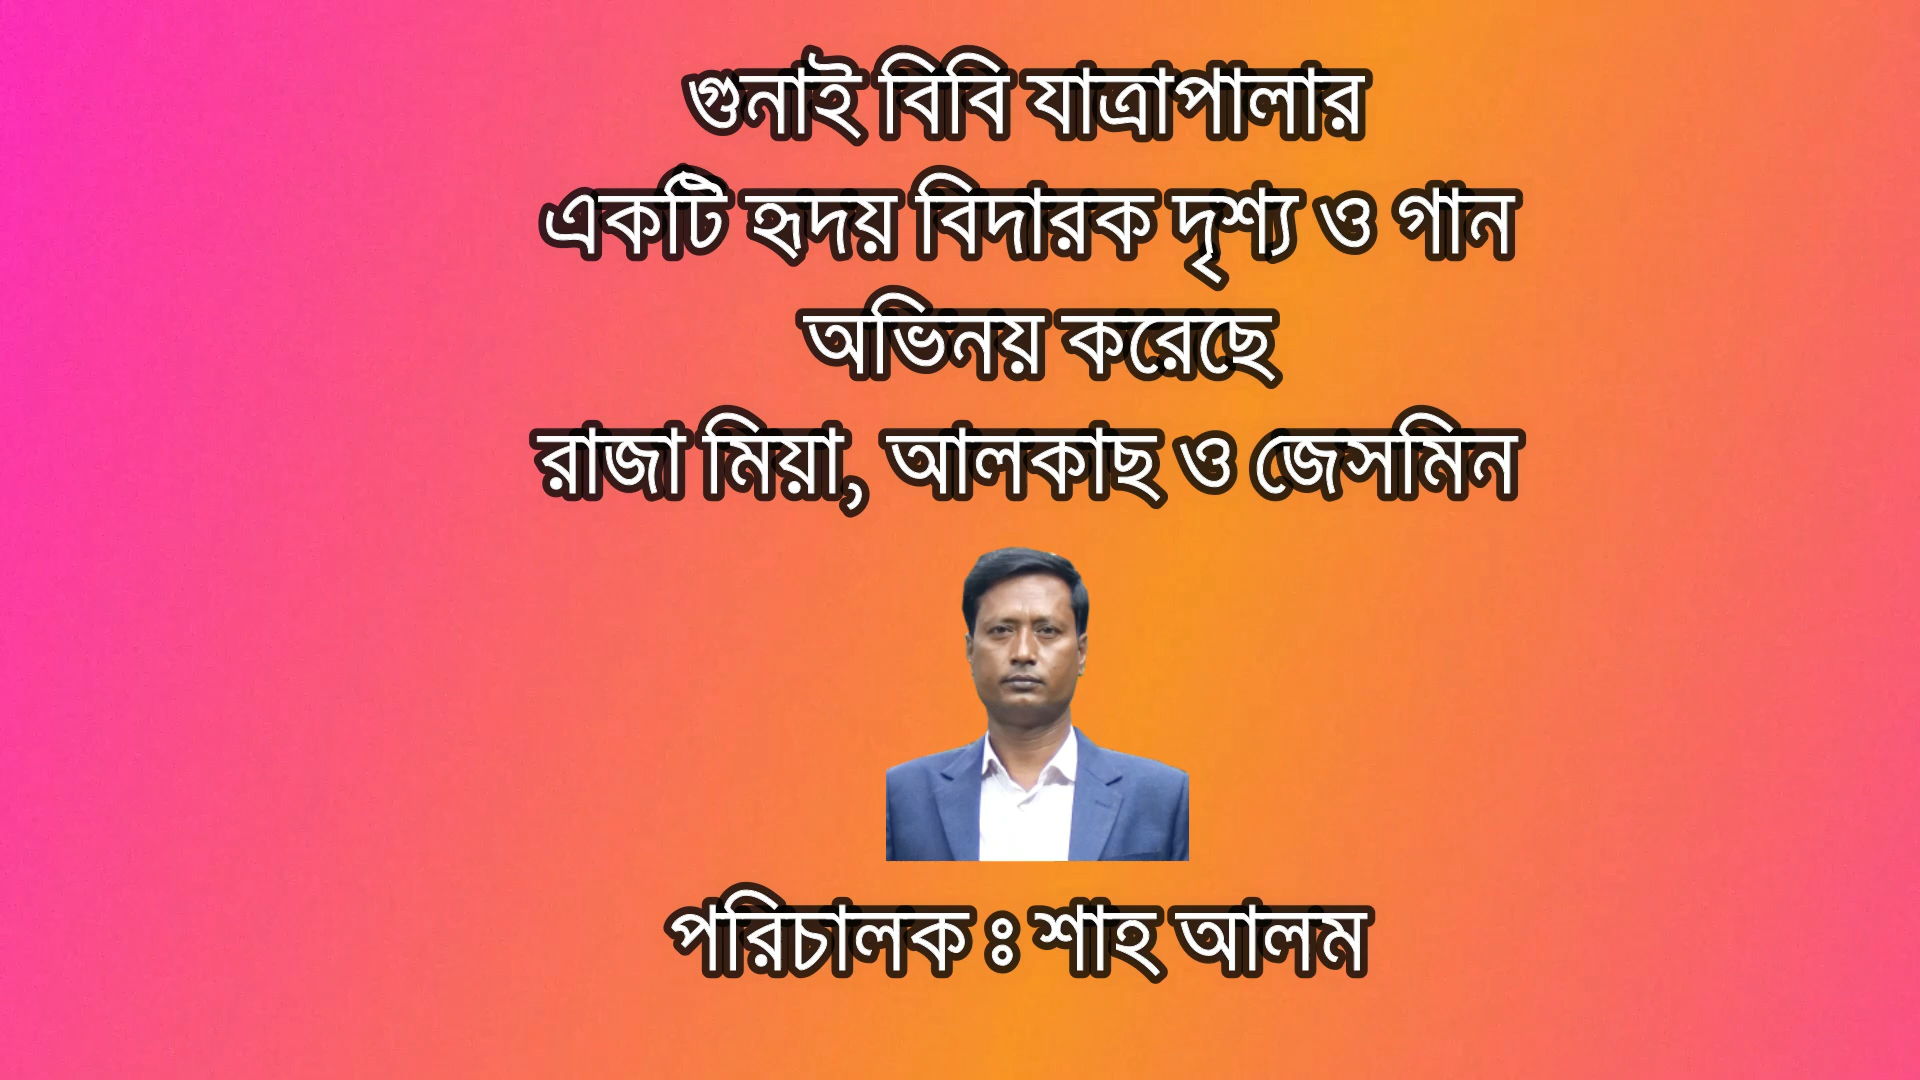 গুনাই বিবি যাত্রাপালার
একটি হৃদয় বিদারক দৃশ্য ও গান
অভিনয় করেছে
রাজা মিয়া, আলকাছ ও জেসমিন
পরিচালক ঃ শাহ আলম